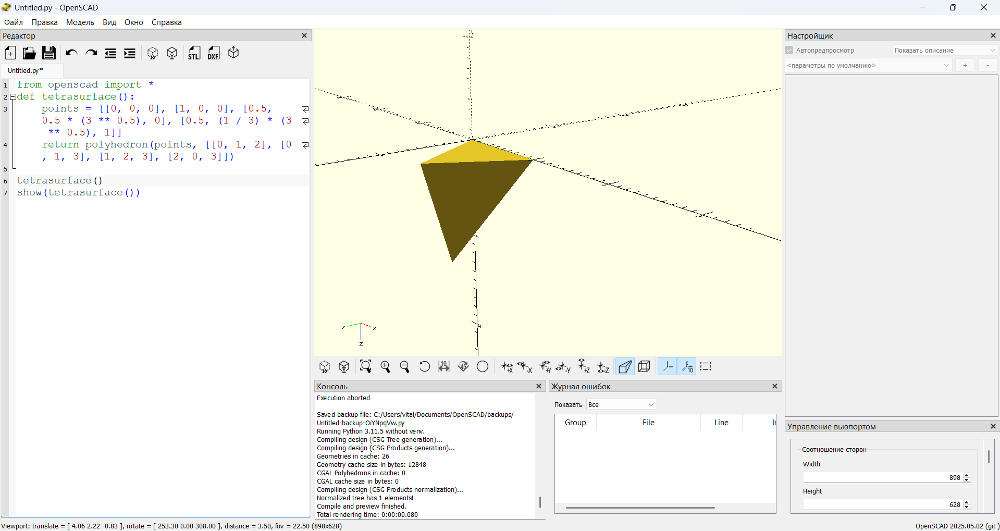 Untitled.py - OpenSCAD
Файл Правка Модель Вид Окно Справка
Редактор
STL DXF
Untitled.py*
1 from openscad import *
2 def tetrasurface():
3 points = [[0, 0, 0], [1, 0, 0], [0.5,
0.5 * (3 ** 0.5), 0], [0.5, (1 / 3) * (3
** 0.5), 1]]
4 return polyhedron(points, [[0, 1, 2], [0
, 1, 3], [1, 2, 3], [2, 0, 3]])
5
6 tetrasurface()
7 show(tetrasurface())
Y X
Z
10 45 +X -X +Y -Y +Z -Z 10
Консоль
Execution aborted
Saved backup file: C:/Users/vital/Documents/OpenSCAD/backups/
Untitled-backup-OiYNpqVw.py
Running Python 3.11.5 without venv.
Compiling design (CSG Tree generation)...
Compiling design (CSG Products generation)...
Geometries in cache: 26
Geometry cache size in bytes: 12848
CGAL Polyhedrons in cache: 0
CGAL cache size in bytes: 0
Compiling design (CSG Products normalization)...
Normalized tree has 1 elements!
Compile and preview finished.
Total rendering time: 0:00:00.080
Журнал ошибок
Показать Все
Group File Line
Настройщик
Автопредпросмотр Показать описание
<параметры по умолчанию> + -
Управление вьюпортом
Соотношение сторон
Width
898
Height
628
Viewport: translate = [ 4.06 2.22 -0.83 ], rotate = [ 253.30 0.00 308.00 ], distance = 3.50, fov = 22.50 (898x628)
OpenSCAD 2025.05.02 (git )